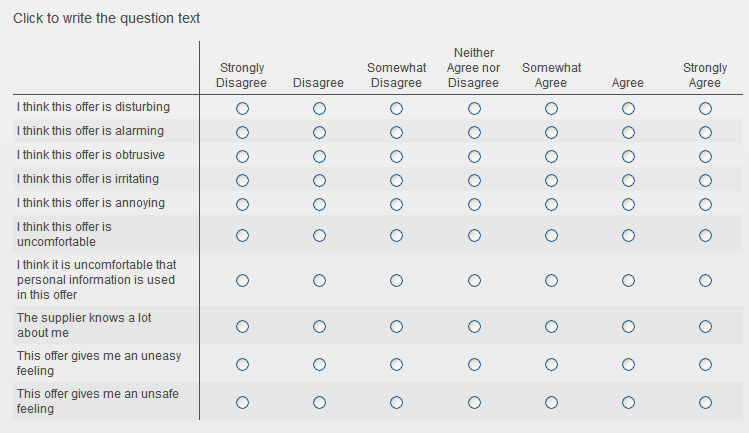 Click to write the question text
Strongly Disagree
Disagree
Somewhat Disagree
Neither Agree nor Disagree
Somewhat Agree
Agree
Strongly Agree
I think this offer is disturbing
I think this offer is alarming
I think this offer is obtrusive
I think this offer is irritating
I think this offer is annoying
I think this offer is
uncomfortable
I think it is uncomfortable that
personal information is used
in this offer
The supplier knows a lot
about me
This offer gives me an uneasy
feeling
This offer gives me an unsafe
feeling